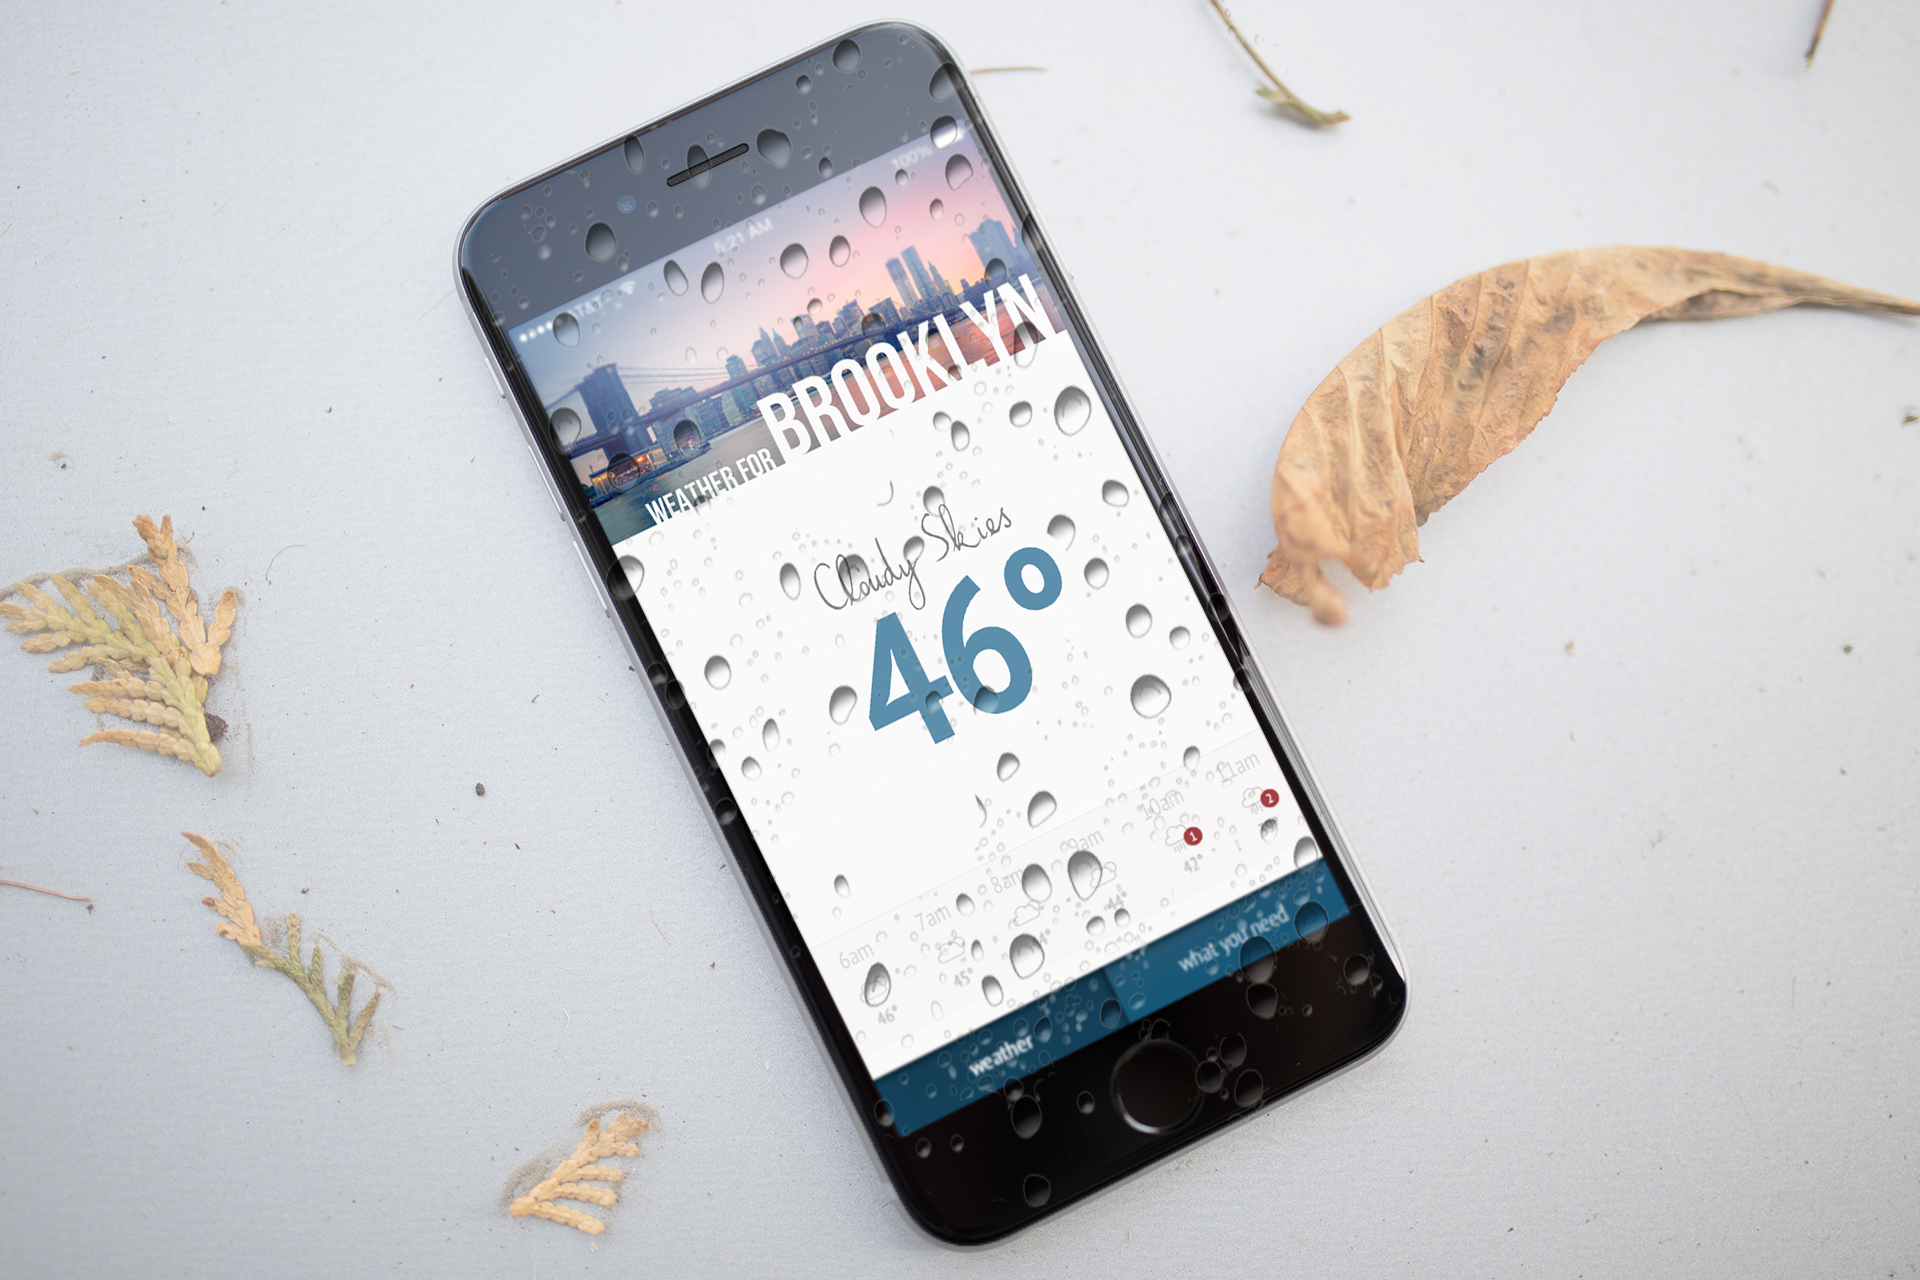 AT&T 5:21 AM 100%
WEATHER FOR BROOKLYN
Cloudy Skies
46°
6am 7am 8am 9am 10am 11am
1 2
46° 45° 44° 42°
weather what you need